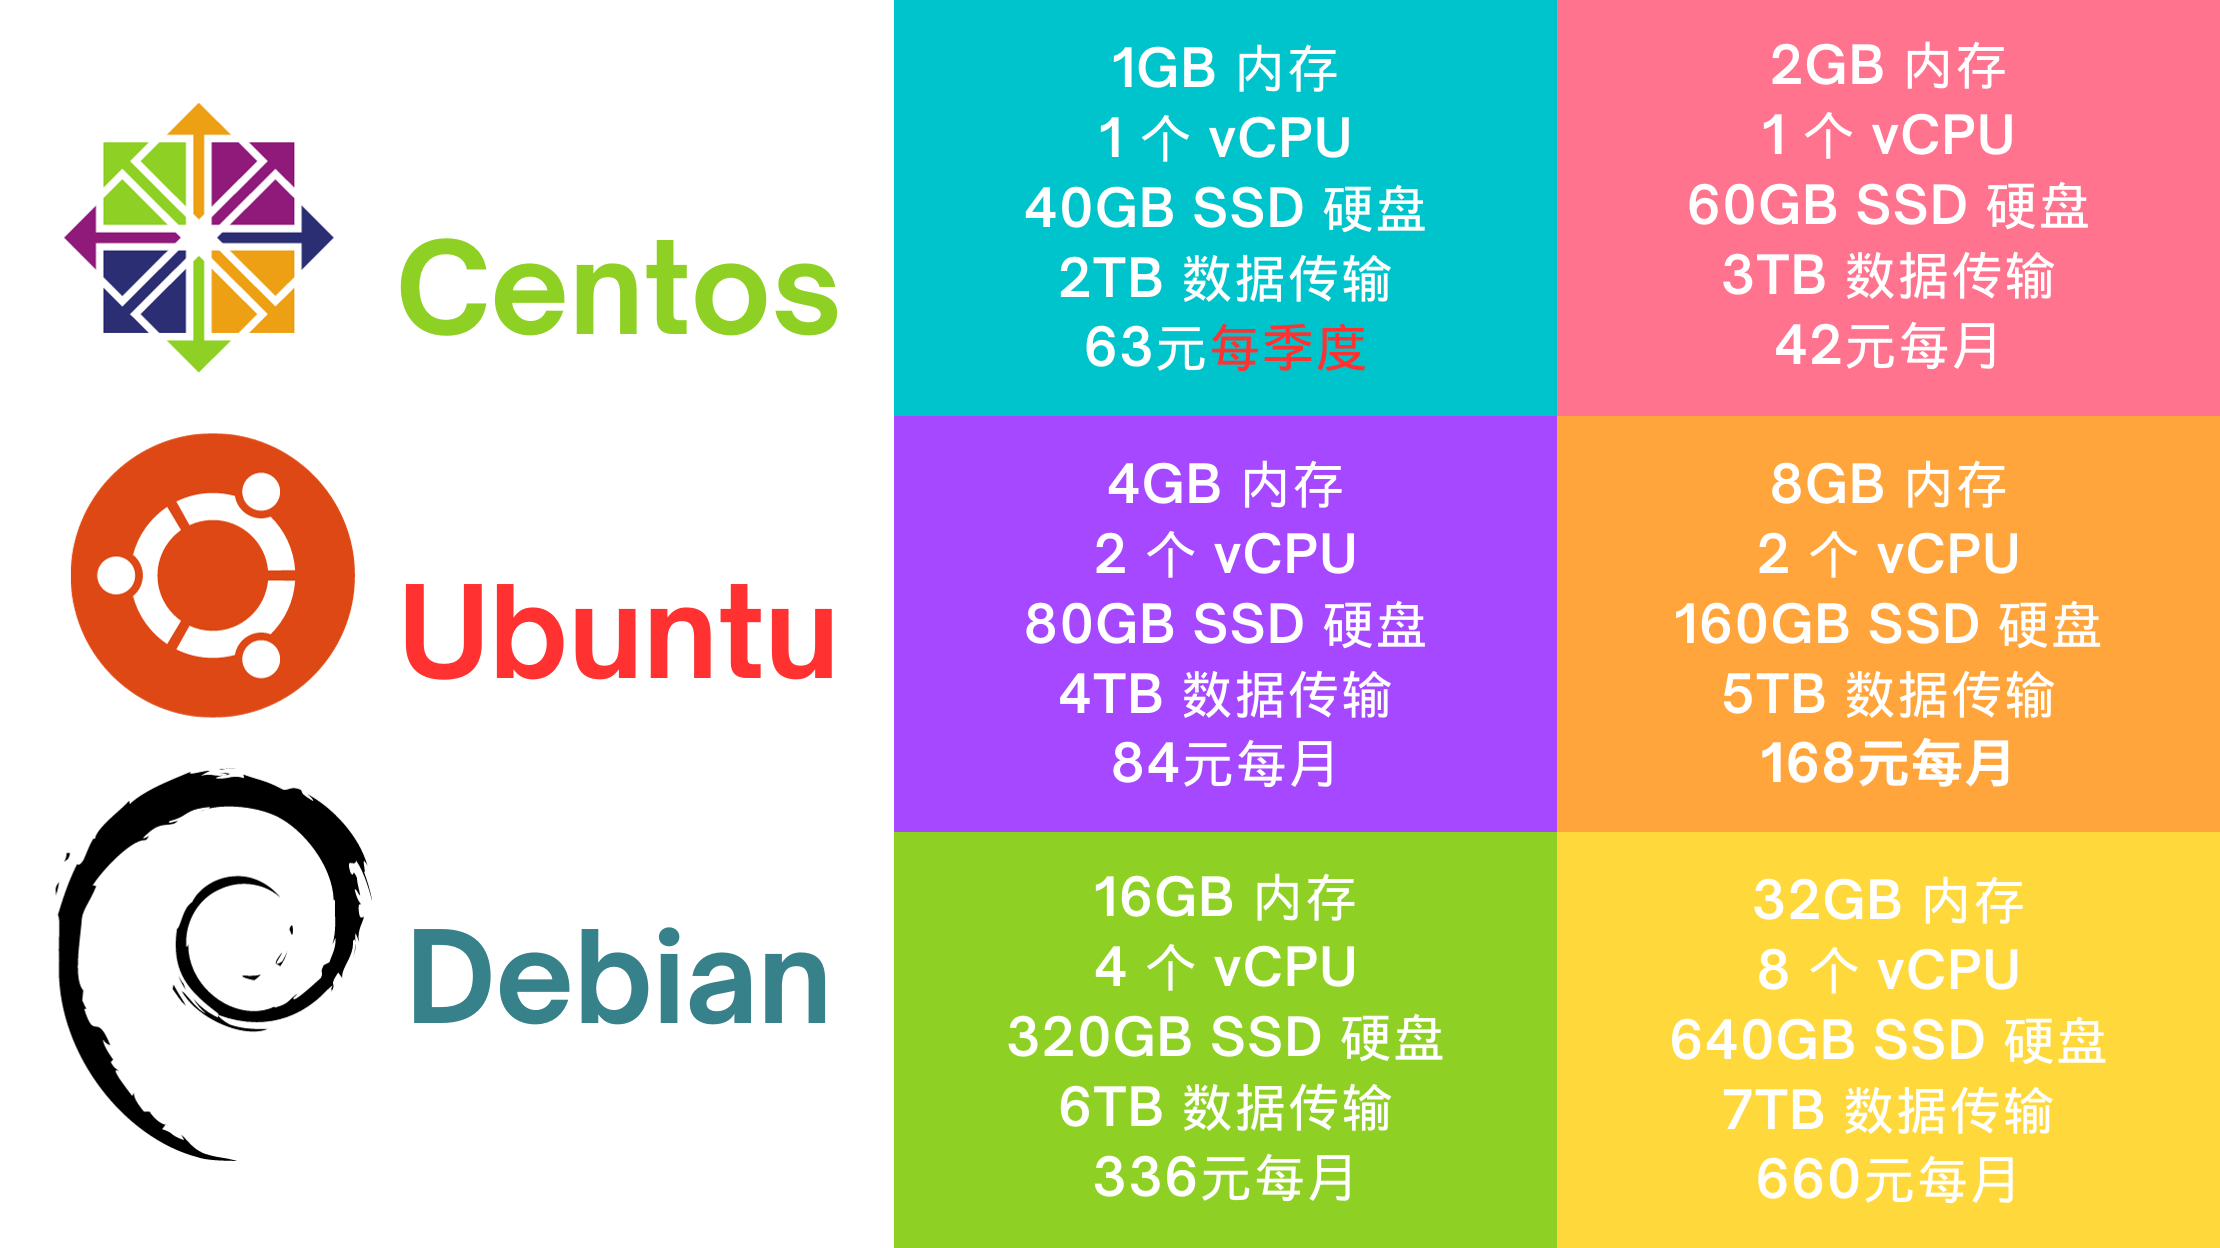 Centos
Ubuntu
Debian
1GB 内存
1 个 vCPU
40GB SSD 硬盘
2TB 数据传输
63元每季度
2GB 内存
1 个 vCPU
60GB SSD 硬盘
3TB 数据传输
42元每月
4GB 内存
2 个 vCPU
80GB SSD 硬盘
4TB 数据传输
84元每月
8GB 内存
2 个 vCPU
160GB SSD 硬盘
5TB 数据传输
168元每月
16GB 内存
4 个 vCPU
320GB SSD 硬盘
6TB 数据传输
336元每月
32GB 内存
8 个 vCPU
640GB SSD 硬盘
7TB 数据传输
660元每月